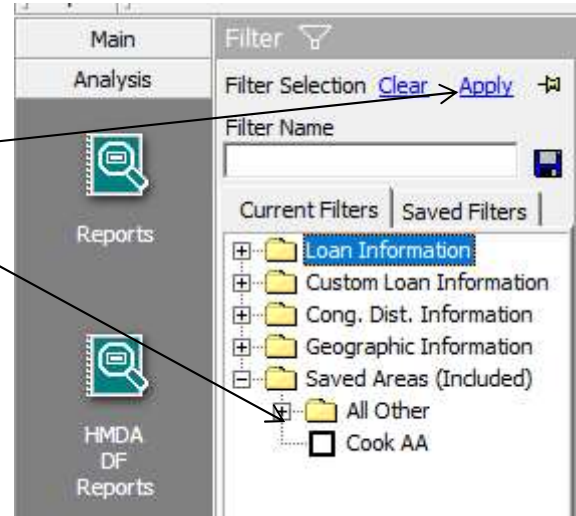 Main
Analysis
Reports
HMDA
DF
Reports
Filter
Filter Selection Clear Apply
Filter Name
Current Filters Saved Filters
Loan Information
Custom Loan Information
Cong. Dist. Information
Geographic Information
Saved Areas (Included)
All Other
Cook AA